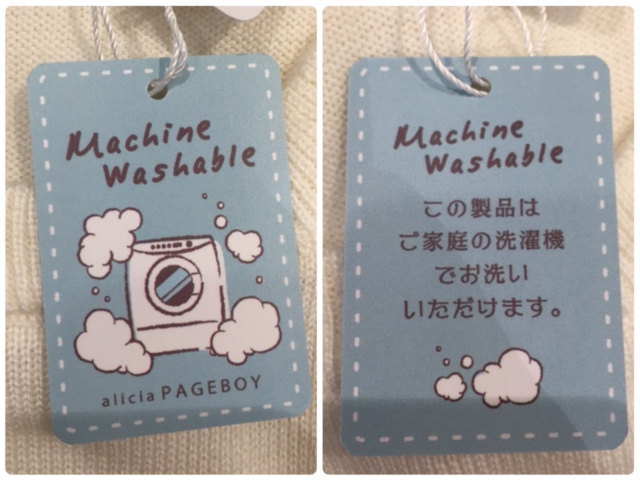 Machine
Washable
alicia PAGEBOY
Machine
Washable
この製品は
ご家庭の洗濯機
でお洗い
いただけます。